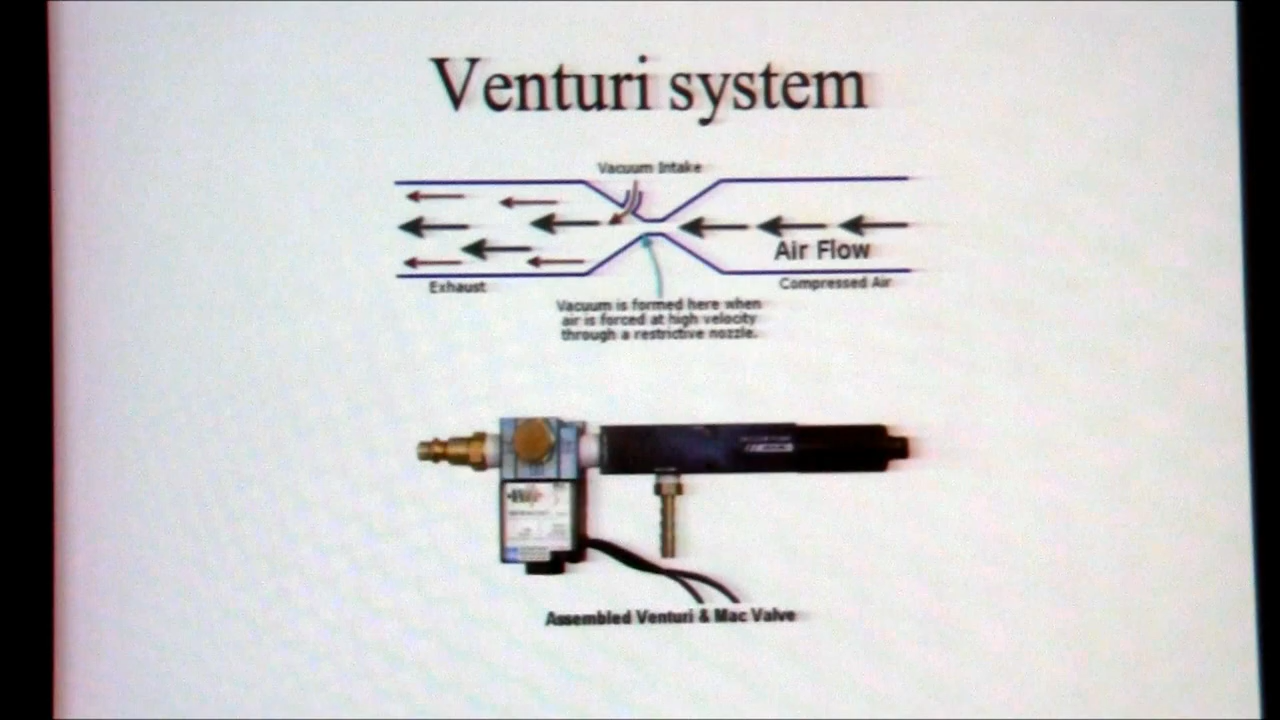 Venturi system
Vacuum Intake
Air Flow
Exhaust
Compressed Air
Vacuum is formed here when
air is forced at high velocity
through a restrictive nozzle.
Assembled Venturi & Mac Valve